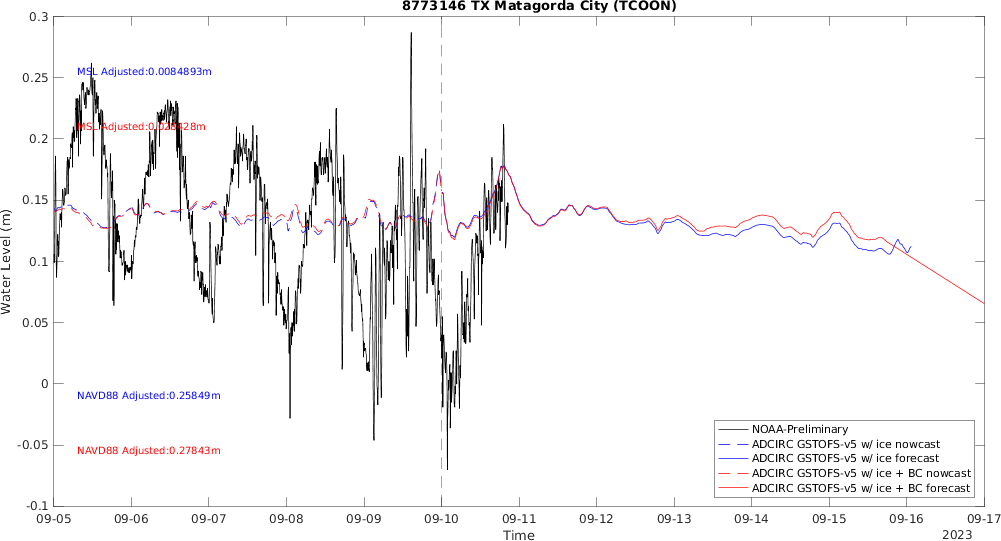 8773146 TX Matagorda City (TCOON)
Water Level (m)
0.3
0.25
0.2
0.15
0.1
0.05
0
-0.05
-0.1
MSL Adjusted:0.0084893m
MSL Adjusted:0.028428m
NAVD88 Adjusted:0.25849m
NAVD88 Adjusted:0.27843m
NOAA-Preliminary
ADCIRC GSTOFS-v5 w/ ice nowcast
ADCIRC GSTOFS-v5 w/ ice forecast
ADCIRC GSTOFS-v5 w/ ice + BC nowcast
ADCIRC GSTOFS-v5 w/ ice + BC forecast
09-05 09-06 09-07 09-08 09-09 09-10 09-11 09-12 09-13 09-14 09-15 09-16 09-17
Time
2023